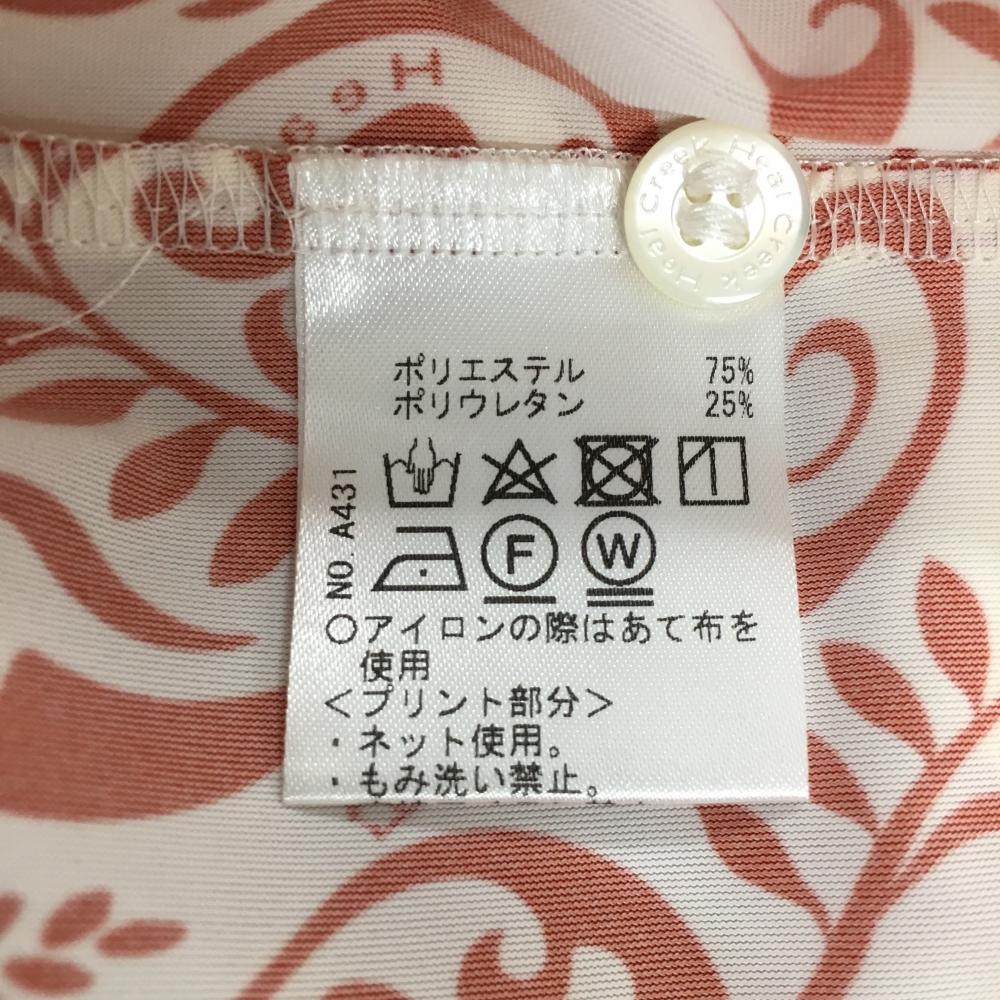 Heal Creek Heal Creek
ポリエステル 75%
ポリウレタン 25%
NO. A431
F W
○アイロンの際はあて布を
使用
<プリント部分>
・ネット使用。
・もみ洗い禁止。